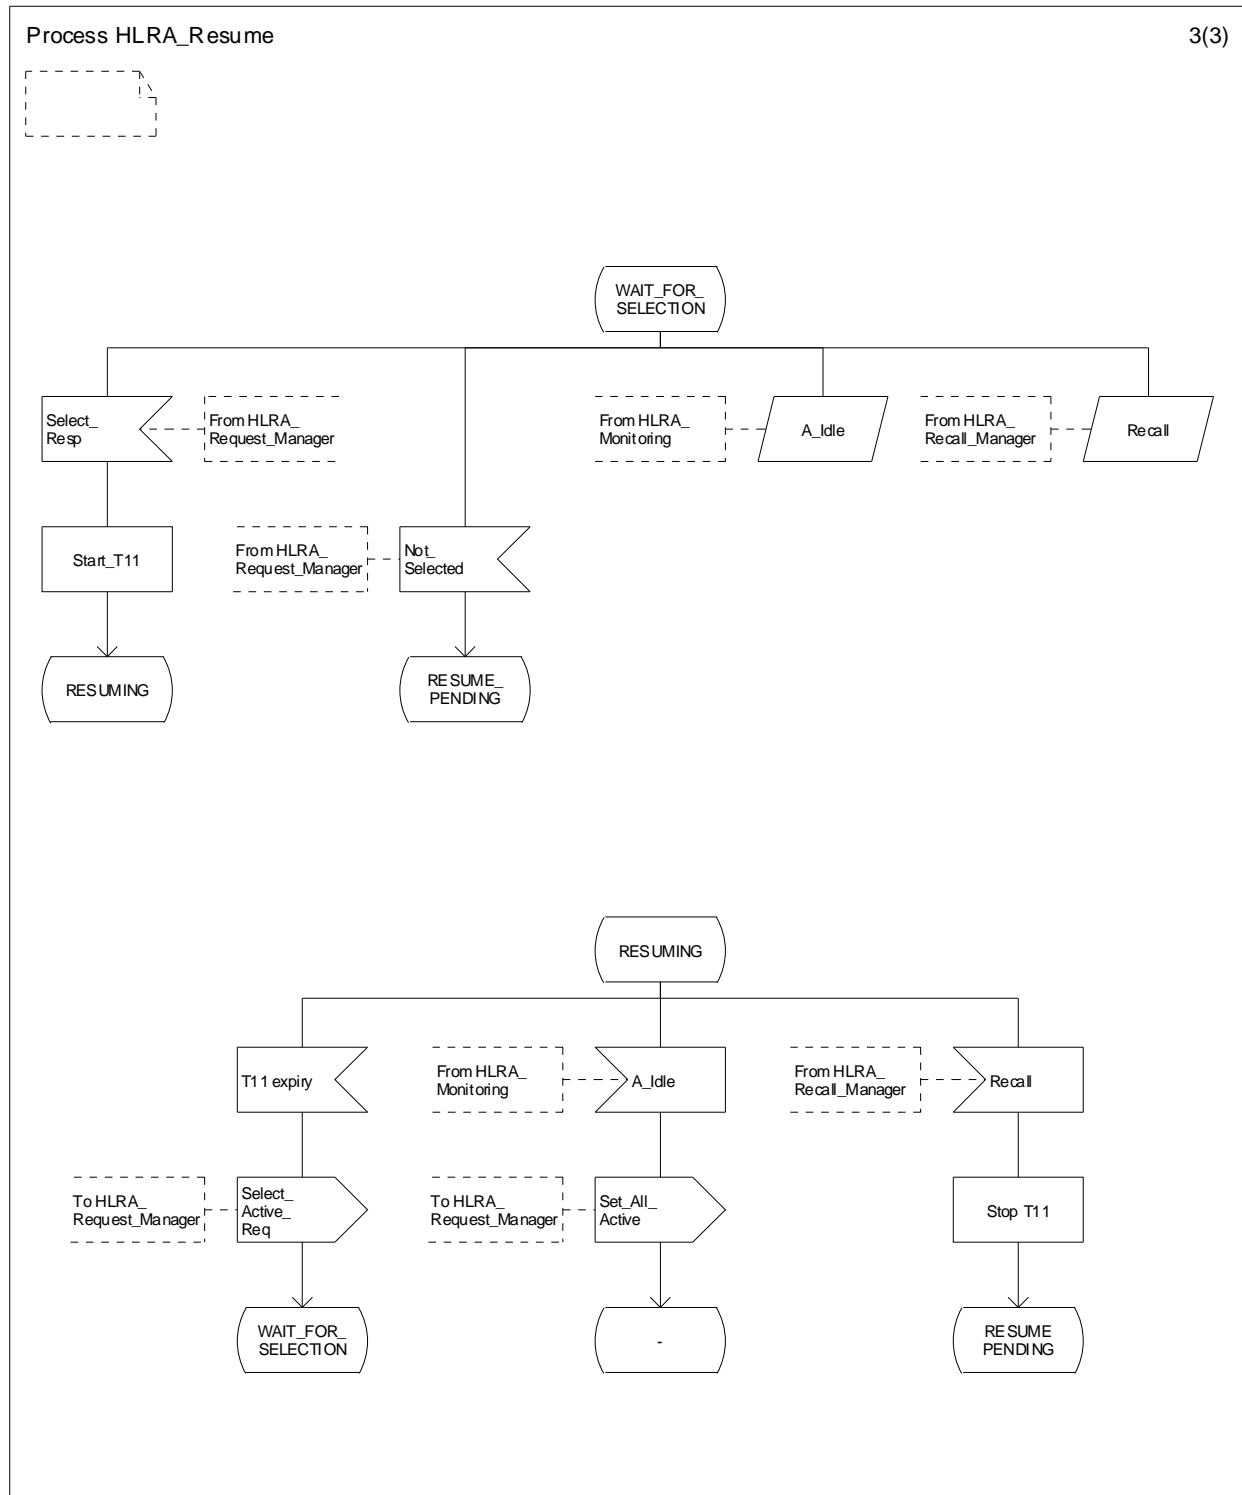 Process HLRA_Resume
3(3)
WAIT_FOR_
SELECTION
Select_
Resp
From HLRA_
Request_Manager
From HLRA_
Monitoring
A_Idle
From HLRA_
Recall_Manager
Recall
Start_T11
From HLRA_
Request_Manager
Not_
Selected
RESUMING
RESUME_
PENDING
RESUMING
T11 expiry
From HLRA_
Monitoring
A_Idle
From HLRA_
Recall_Manager
Recall
To HLRA_
Request_Manager
Select_
Active_
Req
To HLRA_
Request_Manager
Set_All_
Active
Stop T11
WAIT_FOR_
SELECTION
-
RESUME
PENDING